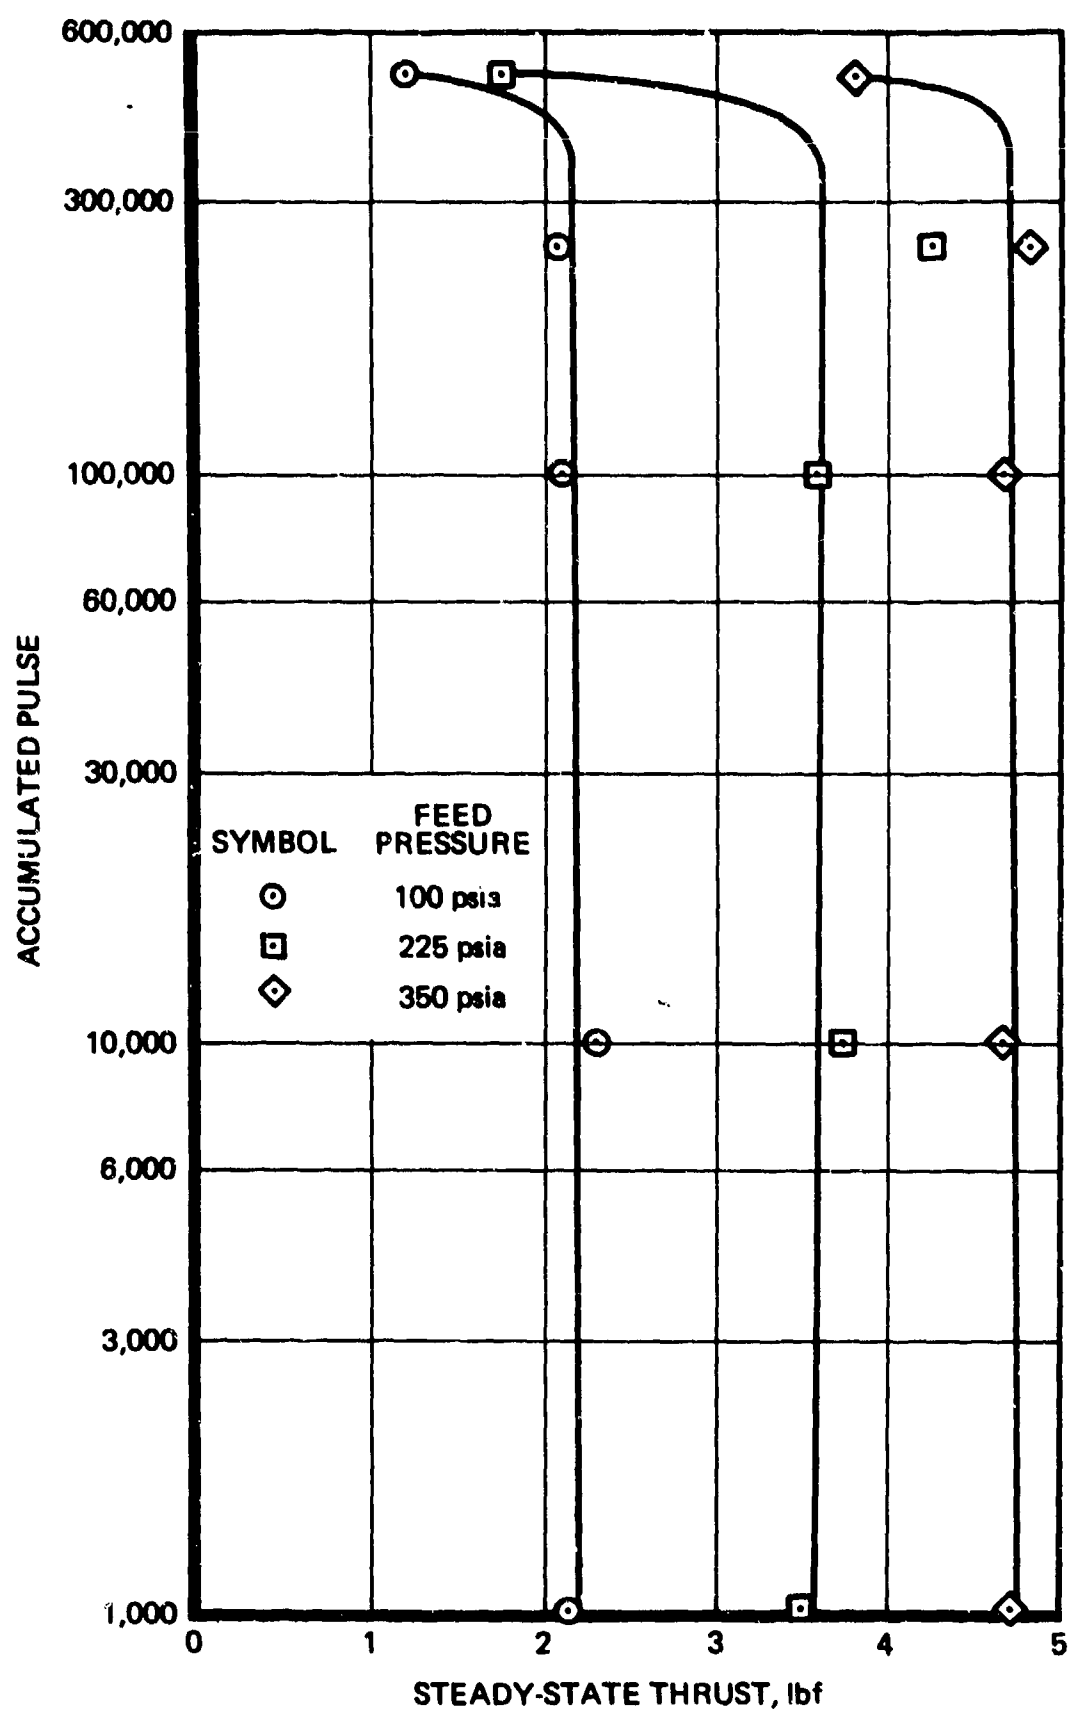 600,000
300,000
100,000
60,000
30,000
10,000
6,000
3,000
1,000
ACCUMULATED PULSE
SYMBOL
FEED
PRESSURE
100 psia
225 psia
350 psia
0 1 2 3 4 5
STEADY-STATE THRUST, lbf